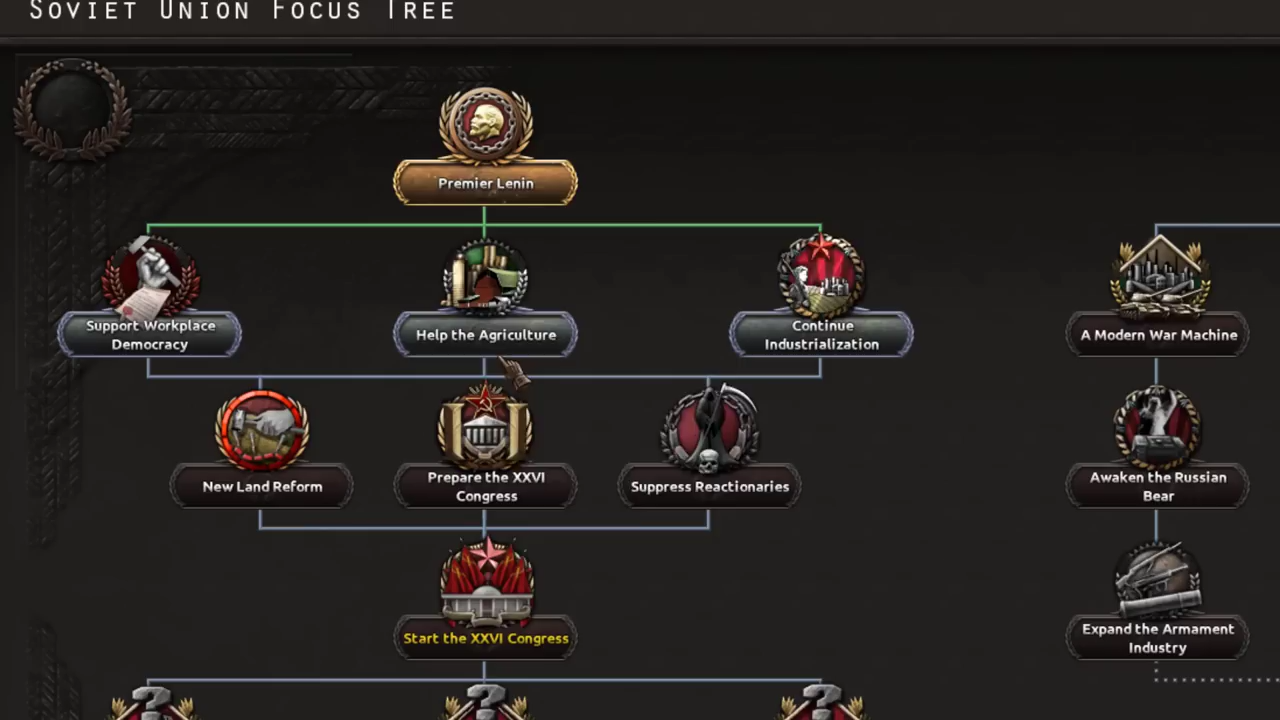 Soviet Union Focus Tree
Premier Lenin
Support Workplace
Democracy
Help the Agriculture
Continue
Industrialization
A Modern War Machine
New Land Reform
Prepare the XXVI
Congress
Suppress Reactionaries
Awaken the Russian
Bear
Start the XXVI Congress
Expand the Armament
Industry